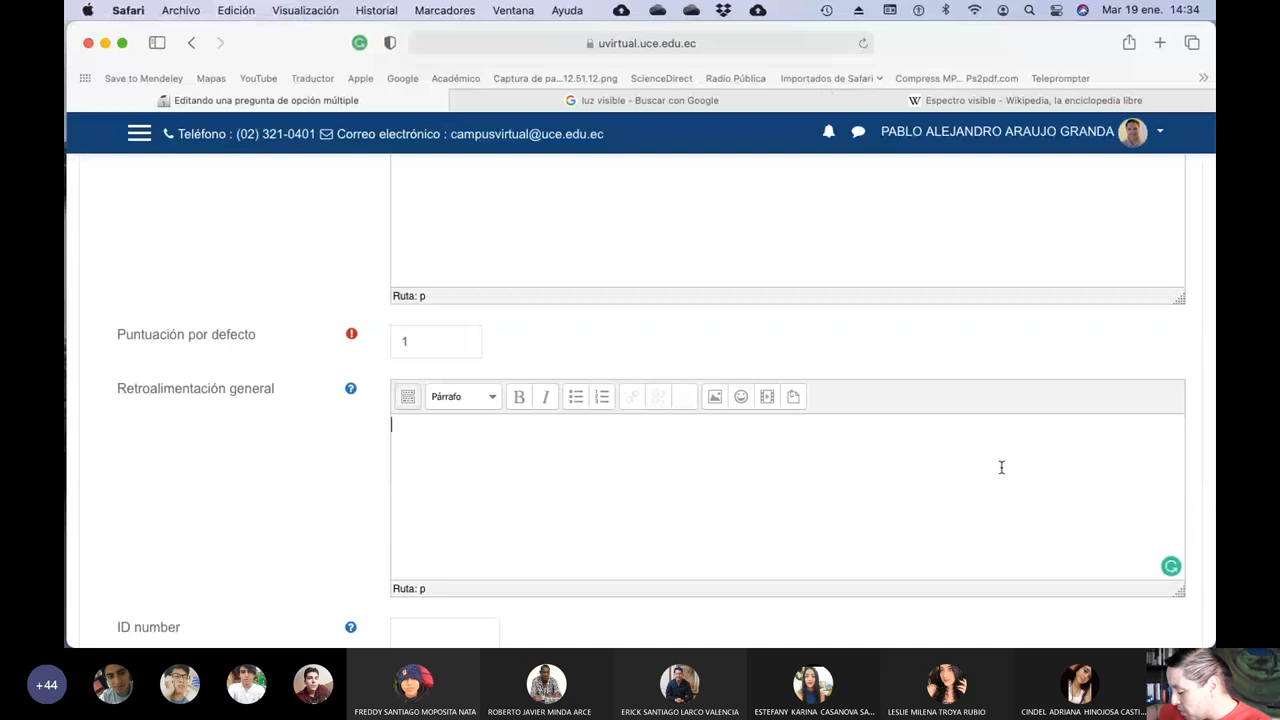 Safari Archivo Edición Visualización Historial Marcadores Ventana Ayuda Mar 19 ene. 14:34
uvirtual.uce.edu.ec
Save to Mendeley Mapas YouTube Traductor Apple Google Académico Captura de pa...12.51.12.png ScienceDirect Radio Pública Importados de Safari Compress MP... Ps2pdf.com Teleprompter
Editando una pregunta de opción múltiple luz visible - Buscar con Google Espectro visible - Wikipedia, la enciclopedia libre
Teléfono : (02) 321-0401 Correo electrónico : campusvirtual@uce.edu.ec PABLO ALEJANDRO ARAUJO GRANDA
Ruta: p
Puntuación por defecto 1
Retroalimentación general Párrafo B I
Ruta: p
ID number
+44 FREDDY SANTIAGO MOPOSITA NATA ROBERTO JAVIER MINDA ARCE ERICK SANTIAGO LARCO VALENCIA ESTEFANY KARINA CASANOVA SA... LESLIE MILENA TROYA RUBIO CINDEL ADRIANA HINOJOSA CASTI...